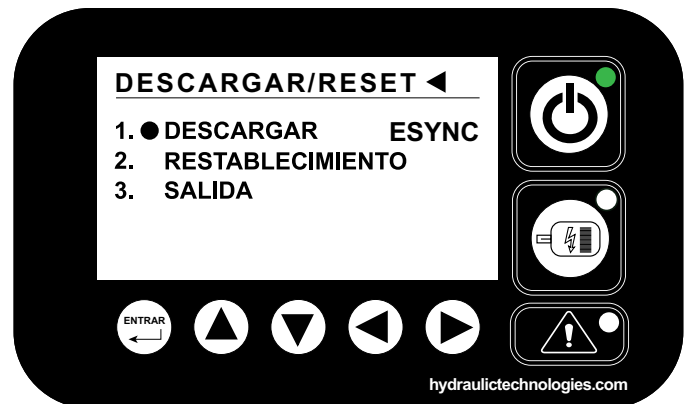 DESCARGAR/RESET ◀
1. ● DESCARGAR ESYNC
2. RESTABLECIMIENTO
3. SALIDA
ENTRAR
hydraulictechnologies.com